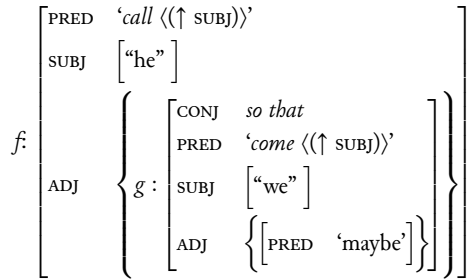 PRED ‘call ⟨(↑ SUBJ)⟩’
SUBJ [“he”]
f: ADJ { g :
CONJ so that
PRED ‘come ⟨(↑ SUBJ)⟩’
SUBJ [“we”]
ADJ {[PRED ‘maybe’]}